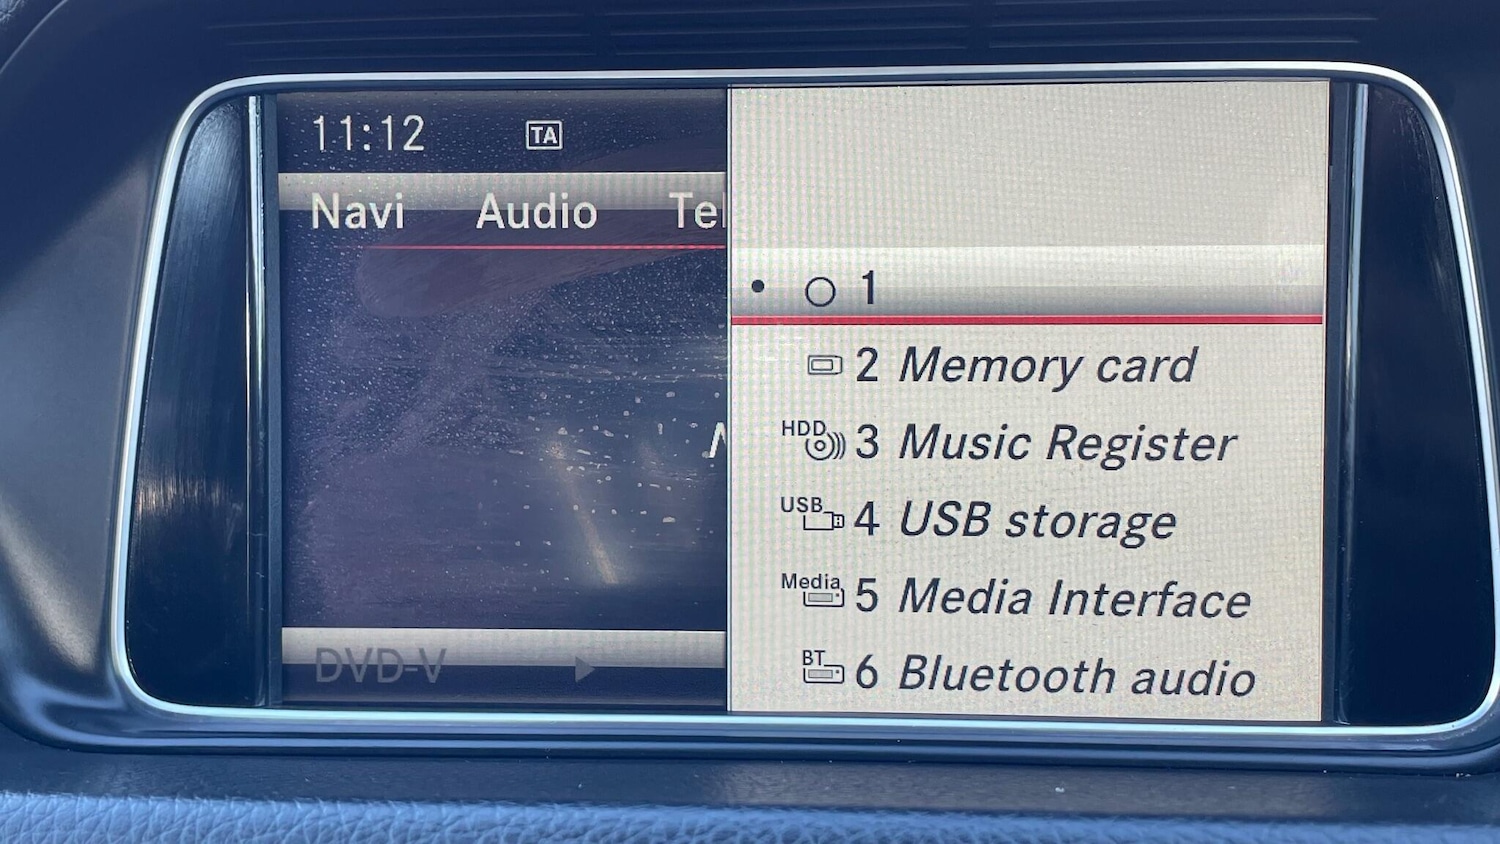 11:12 TA
Navi Audio Tel
1
2 Memory card
HDD 3 Music Register
USB 4 USB storage
Media 5 Media Interface
BT 6 Bluetooth audio
DVD-V